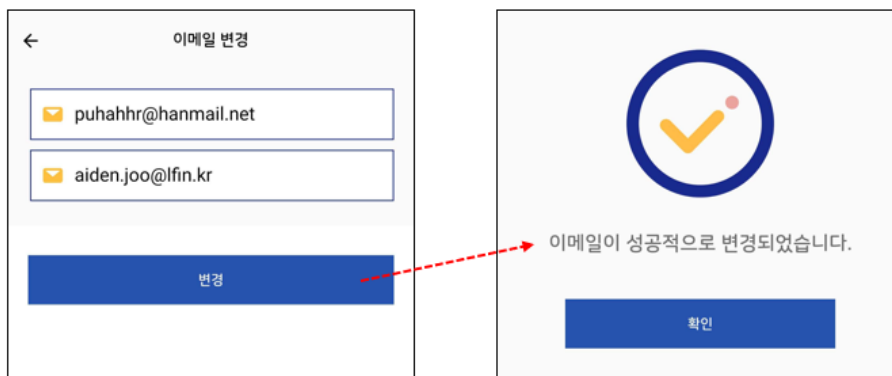 이메일 변경
puhahhr@hanmail.net
aiden.joo@lfin.kr
변경
이메일이 성공적으로 변경되었습니다.
확인